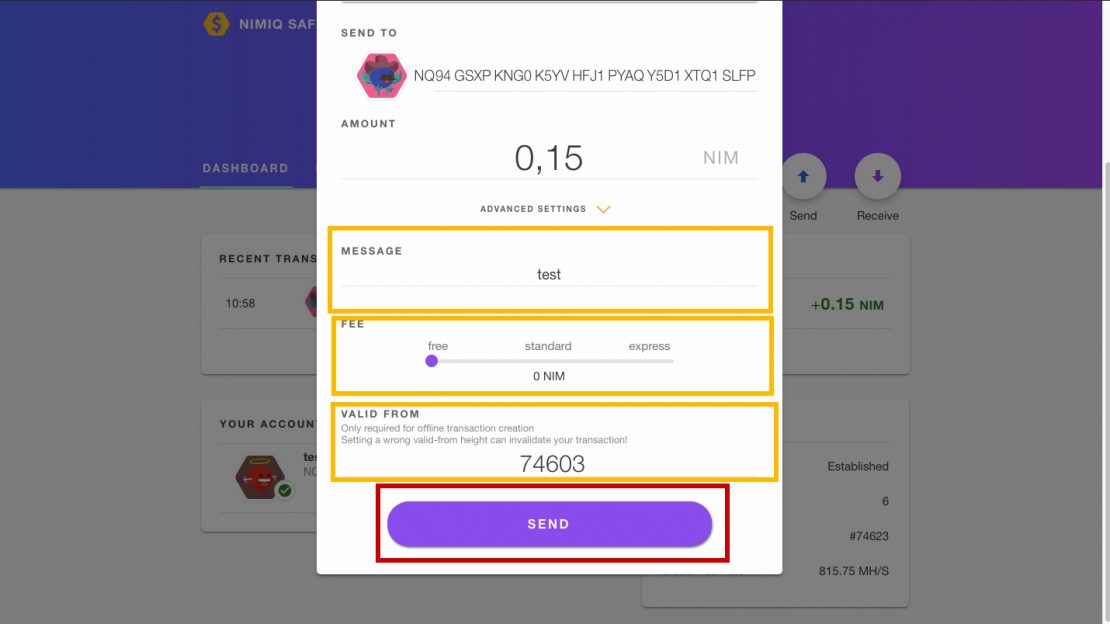 NIMIQ SAF
SEND TO
NQ94 GSXP KNG0 K5YV HFJ1 PYAQ Y5D1 XTQ1 SLFP
AMOUNT
0,15 NIM
DASHBOARD
ADVANCED SETTINGS
Send Receive
MESSAGE
test
RECENT TRANS
10:58
+0.15 NIM
FEE
free standard express
0 NIM
VALID FROM
Only required for offline transaction creation
Setting a wrong valid-from height can invalidate your transaction!
74603
YOUR ACCOUN
tes
NQ
Established
6
#74623
815.75 MH/S
SEND